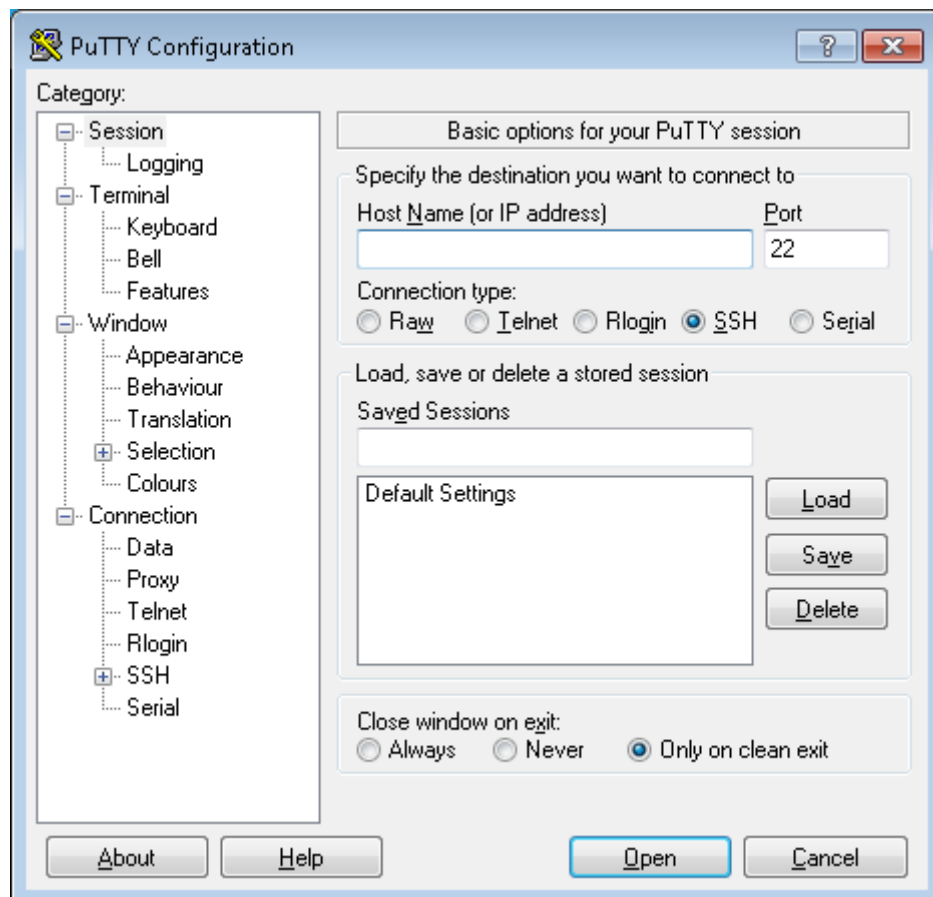 PuTTY Configuration
Category:
Session
Logging
Terminal
Keyboard
Bell
Features
Window
Appearance
Behaviour
Translation
Selection
Colours
Connection
Data
Proxy
Telnet
Rlogin
SSH
Serial
Basic options for your PuTTY session
Specify the destination you want to connect to
Host Name (or IP address) Port
22
Connection type:
Raw Telnet Rlogin SSH Serial
Load, save or delete a stored session
Saved Sessions
Default Settings
Load
Save
Delete
Close window on exit:
Always Never Only on clean exit
About Help Open Cancel